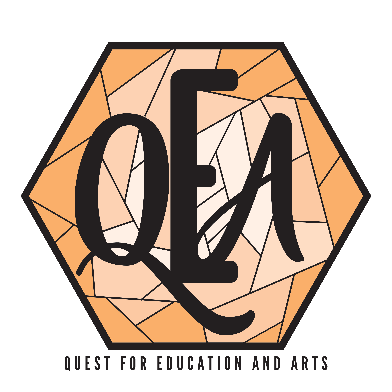 QEA
QUEST FOR EDUCATION AND ARTS